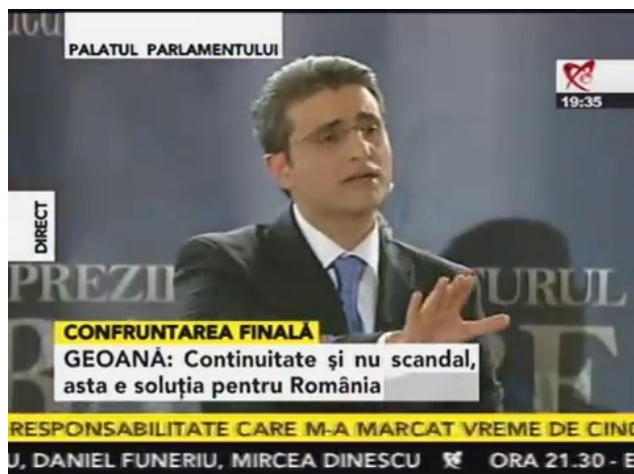 PALATUL PARLAMENTULUI
19:35
DIRECT
PREZI
TURUL
CONFRUNTAREA FINALĂ
GEOANĂ: Continuitate și nu scandal,
asta e soluția pentru România
RESPONSABILITATE CARE M-A MARCAT VREME DE CINC
U, DANIEL FUNERIU, MIRCEA DINESCU ORA 21.30 - E